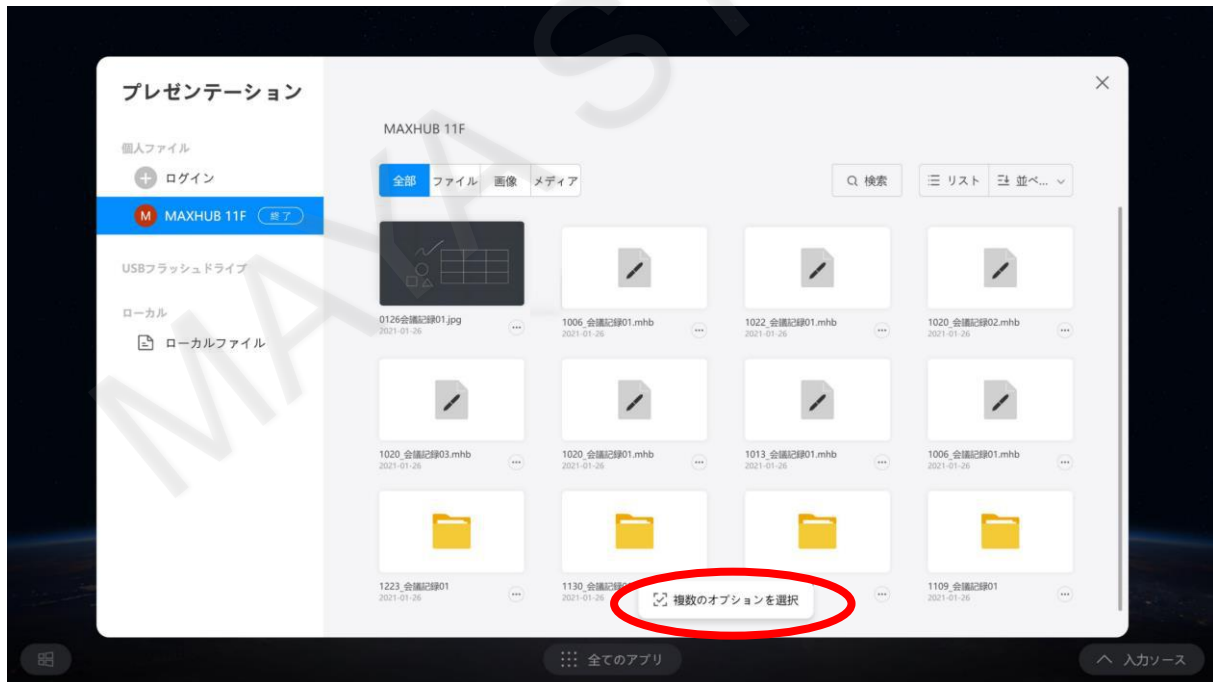 プレゼンテーション
個人ファイル
ログイン
M MAXHUB 11F 終了
USBフラッシュドライブ
ローカル
ローカルファイル
MAXHUB 11F
全部 ファイル 画像 メディア
検索 リスト 並べ...
0126会議記録01.jpg
2021-01-26
1006_会議記録01.mhb
2021-01-26
1022_会議記録01.mhb
2021-01-26
1020_会議記録02.mhb
2021-01-26
1020_会議記録03.mhb
2021-01-26
1020_会議記録01.mhb
2021-01-26
1013_会議記録01.mhb
2021-01-26
1006_会議記録01.mhb
2021-01-26
1223_会議記録01
2021-01-26
1130_会議記録
2021-01-26
1109_会議記録01
2021-01-26
複数のオプションを選択
全てのアプリ
入力ソース
MAYA